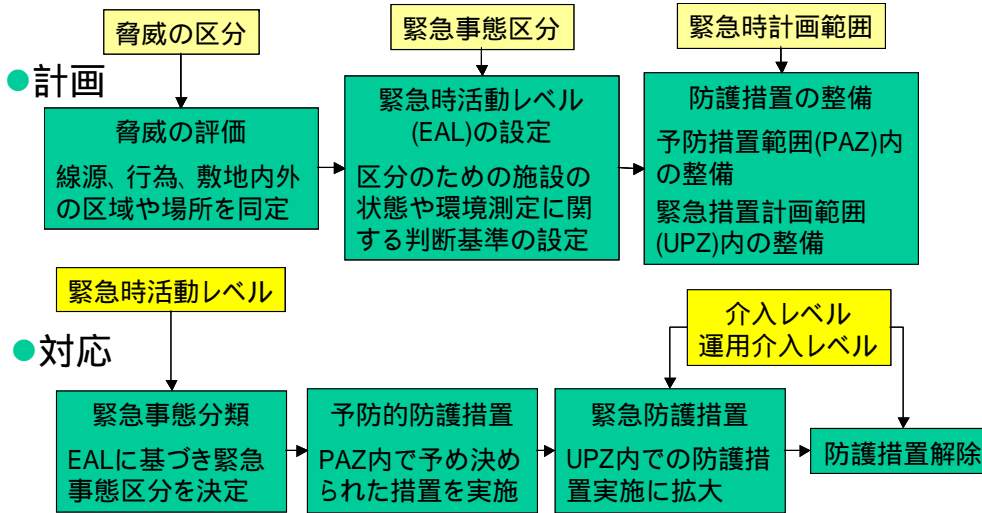 脅威の区分
緊急事態区分
緊急時計画範囲
●計画
脅威の評価
線源、行為、敷地内外
の区域や場所を同定
緊急時活動レベル
(EAL)の設定
区分のための施設の
状態や環境測定に関
する判断基準の設定
防護措置の整備
予防措置範囲(PAZ)内
の整備
緊急措置計画範囲
(UPZ)内の整備
緊急時活動レベル
介入レベル
運用介入レベル
●対応
緊急事態分類
EALに基づき緊急
事態区分を決定
予防的防護措置
PAZ内で予め決め
られた措置を実施
緊急防護措置
UPZ内での防護措
置実施に拡大
防護措置解除